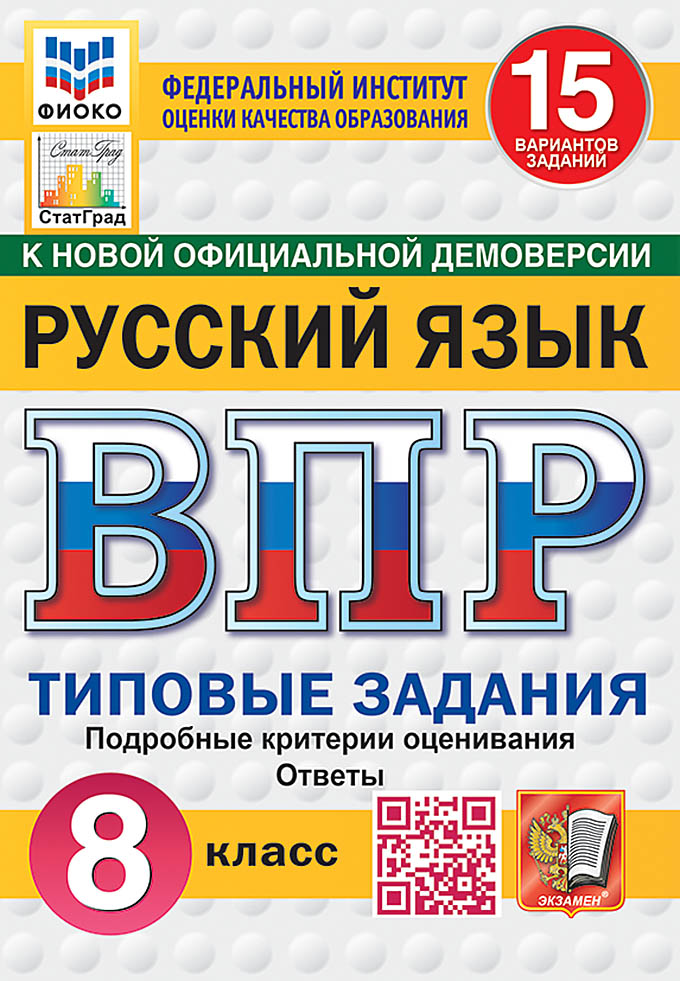 ФИОКО
ФЕДЕРАЛЬНЫЙ ИНСТИТУТ
ОЦЕНКИ КАЧЕСТВА ОБРАЗОВАНИЯ
15
ВАРИАНТОВ
ЗАДАНИЙ
СтатГрад
СтатГрад
К НОВОЙ ОФИЦИАЛЬНОЙ ДЕМОВЕРСИИ
РУССКИЙ ЯЗЫК
ВПР
ТИПОВЫЕ ЗАДАНИЯ
Подробные критерии оценивания
Ответы
8 класс
ЭКЗАМЕН®